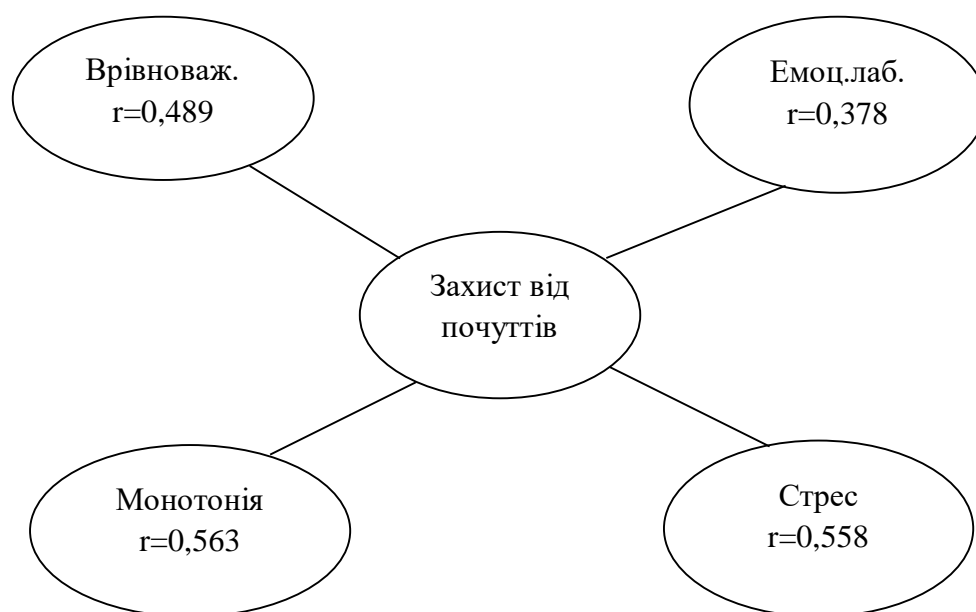 Врівноваж.
r=0,489
Емоц.лаб.
r=0,378
Захист від
почуттів
Монотонія
r=0,563
Стрес
r=0,558